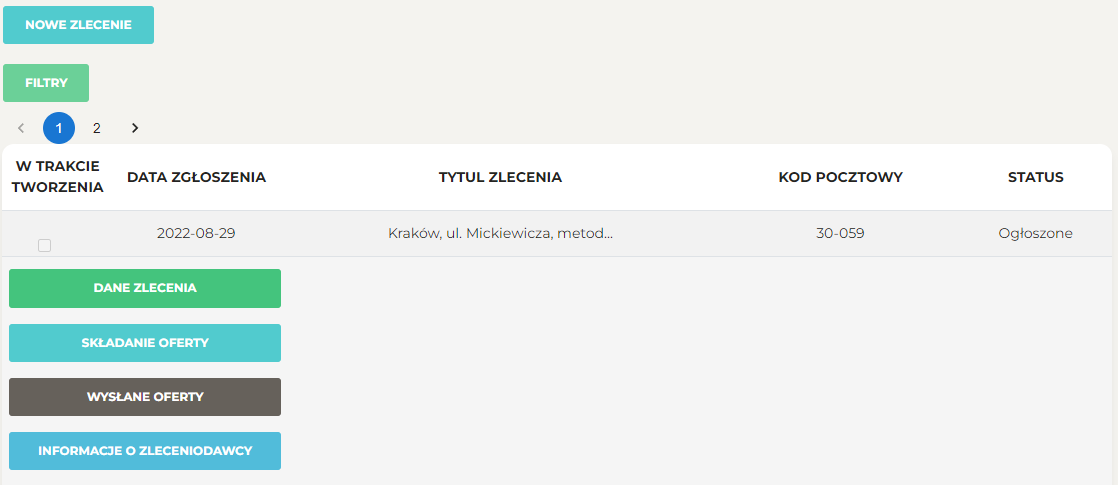 NOWE ZLECENIE
FILTRY
1 2
W TRAKCIE TWORZENIA DATA ZGŁOSZENIA TYTUL ZLECENIA KOD POCZTOWY STATUS
2022-08-29 Kraków, ul. Mickiewicza, metod... 30-059 Ogłoszone
DANE ZLECENIA
SKŁADANIE OFERTY
WYSŁANE OFERTY
INFORMACJE O ZLECENIODAWCY